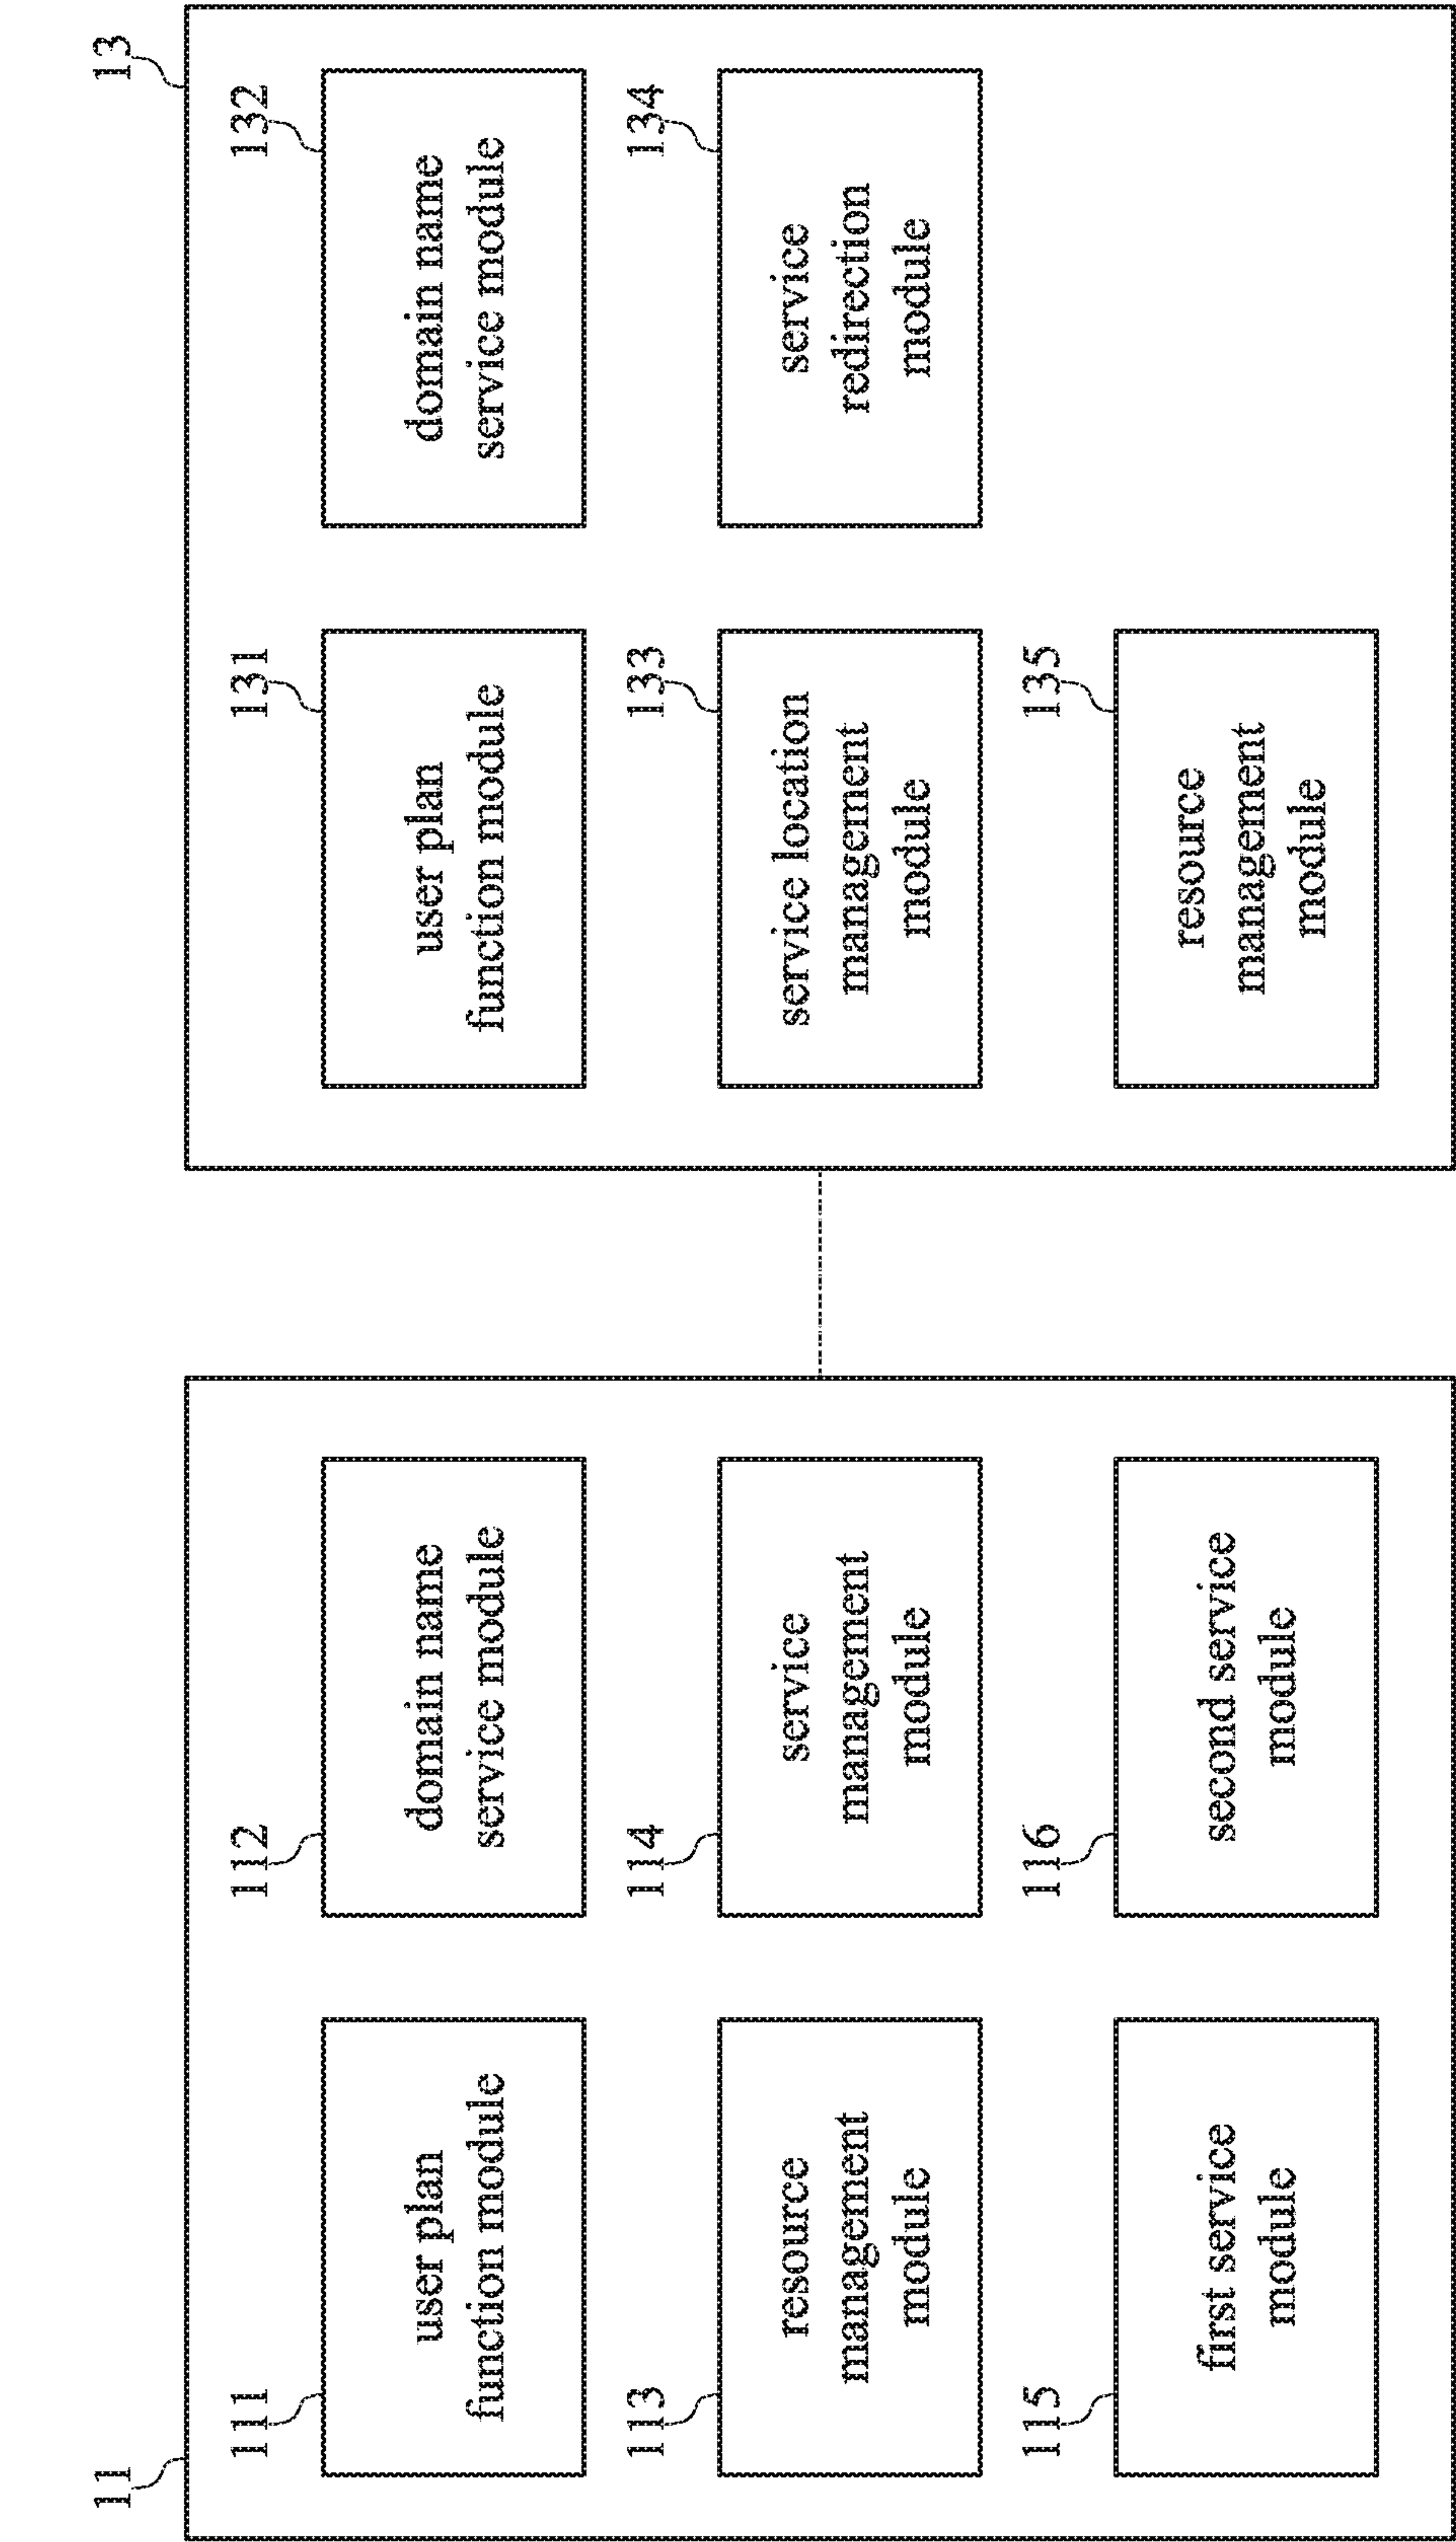 11
111
user plan
function module
112
domain name
service module
113
resource
management
module
114
service
management
module
115
first service
module
116
second service
module
13
131
user plan
function module
132
domain name
service module
133
service location
management
module
134
service
redirection
module
135
resource
management
module